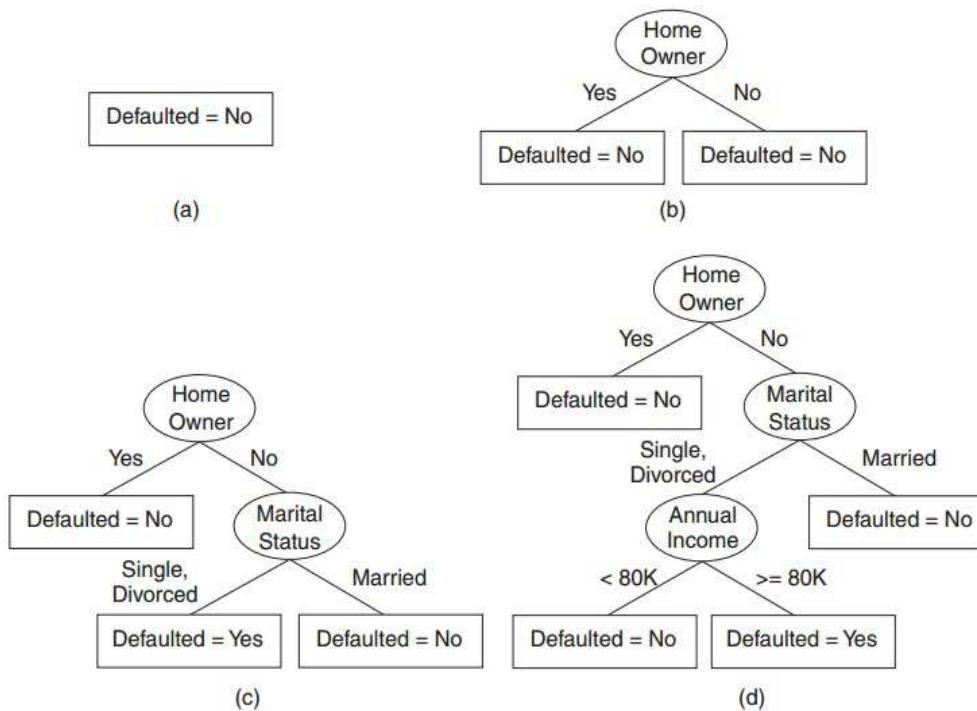 Defaulted = No
(a)
Home
Owner
Yes
No
Defaulted = No
Defaulted = No
(b)
Home
Owner
Yes
No
Defaulted = No
Marital
Status
Single,
Divorced
Married
Defaulted = Yes
Defaulted = No
(c)
Home
Owner
Yes
No
Defaulted = No
Marital
Status
Single,
Divorced
Married
Annual
Income
Defaulted = No
< 80K
>= 80K
Defaulted = No
Defaulted = Yes
(d)